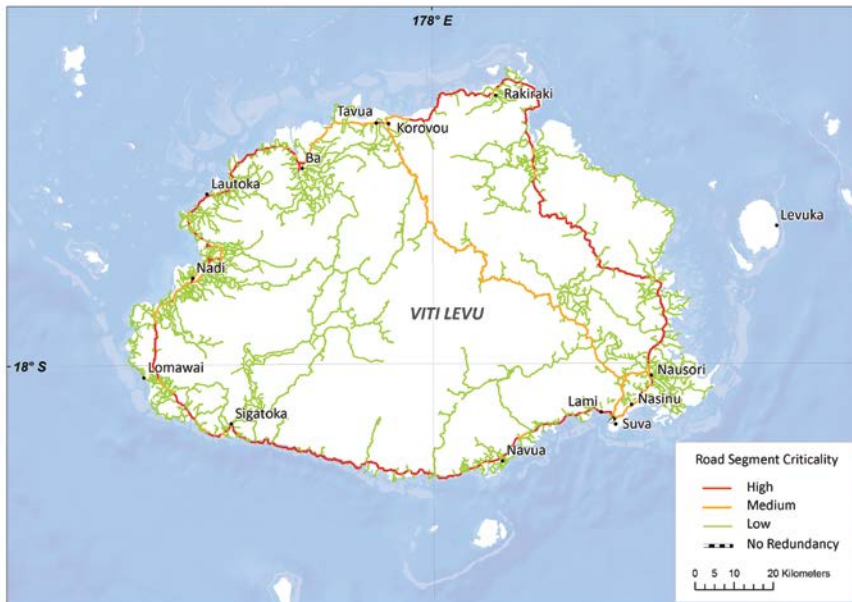 178° E
Rakiraki
Tavua
Korovou
Ba
Lautoka
Levuka
Nadi
VITI LEVU
18° S
Lomawai
Nausori
Lami
Nasinu
Sigatoka
Suva
Navua
Road Segment Criticality
High
Medium
Low
No Redundancy
0 5 10 20 Kilometers